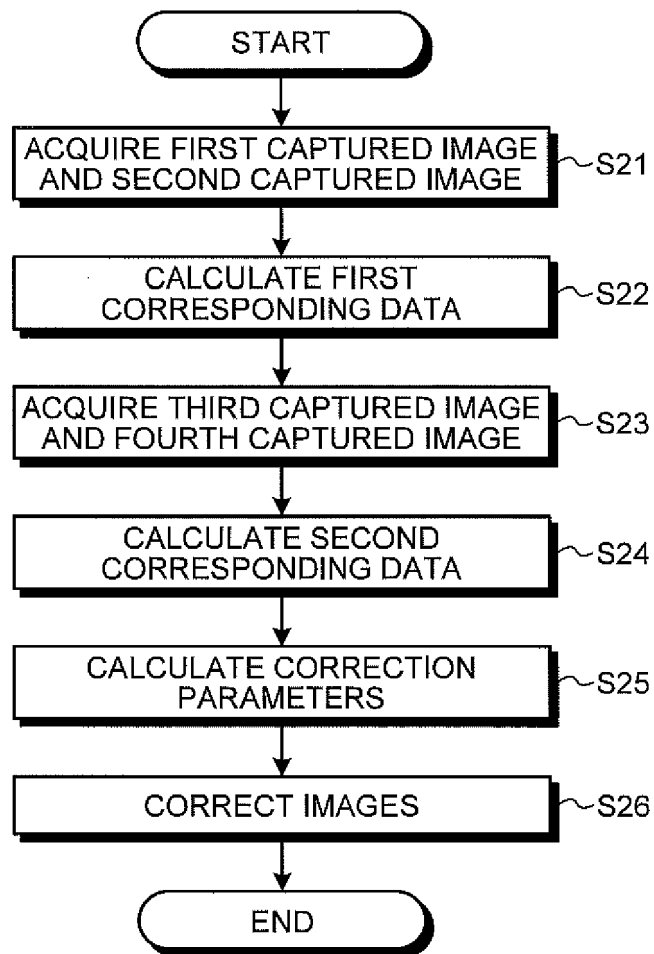 START
ACQUIRE FIRST CAPTURED IMAGE
AND SECOND CAPTURED IMAGE
S21
CALCULATE FIRST
CORRESPONDING DATA
S22
ACQUIRE THIRD CAPTURED IMAGE
AND FOURTH CAPTURED IMAGE
S23
CALCULATE SECOND
CORRESPONDING DATA
S24
CALCULATE CORRECTION
PARAMETERS
S25
CORRECT IMAGES
S26
END